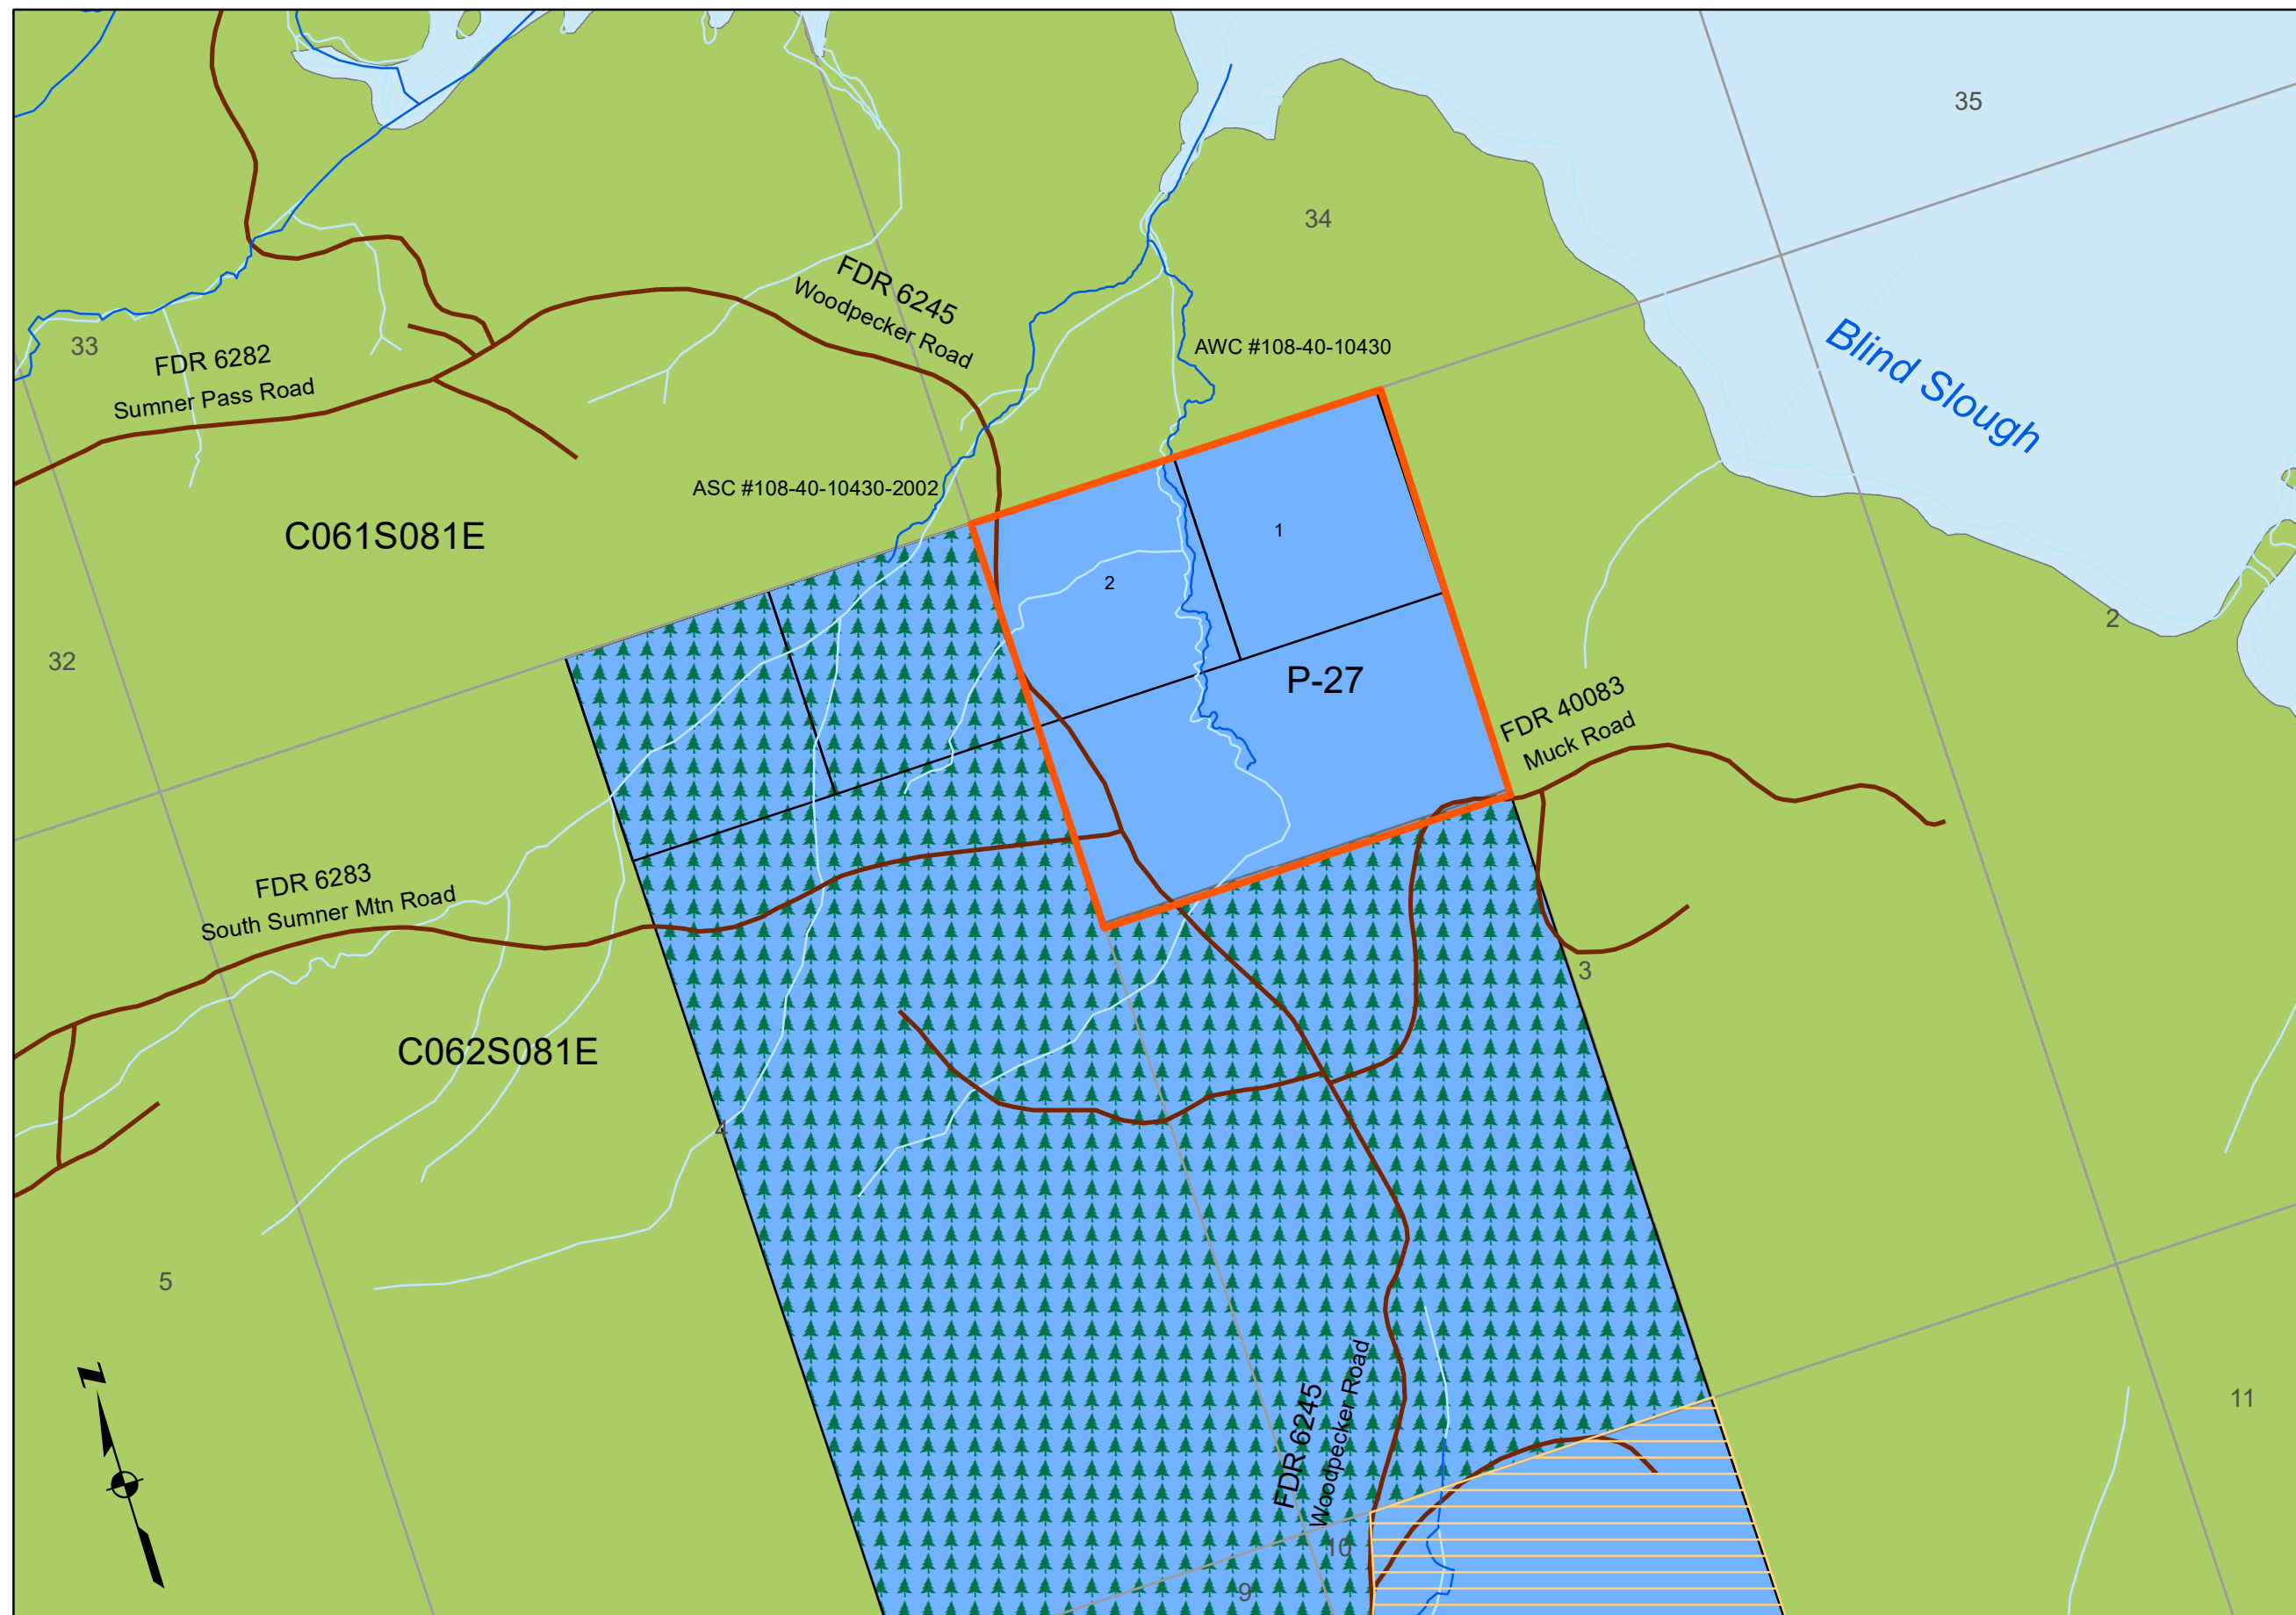 35
34
FDR 6245
Woodpecker Road
33
FDR 6282
Sumner Pass Road
AWC #108-40-10430
Blind Slough
ASC #108-40-10430-2002
C061S081E
1
2
2
32
P-27
FDR 40083
Muck Road
FDR 6283
South Sumner Mtn Road
3
C062S081E
4
5
N
FDR 6245
Woodpecker Road
11
10
9